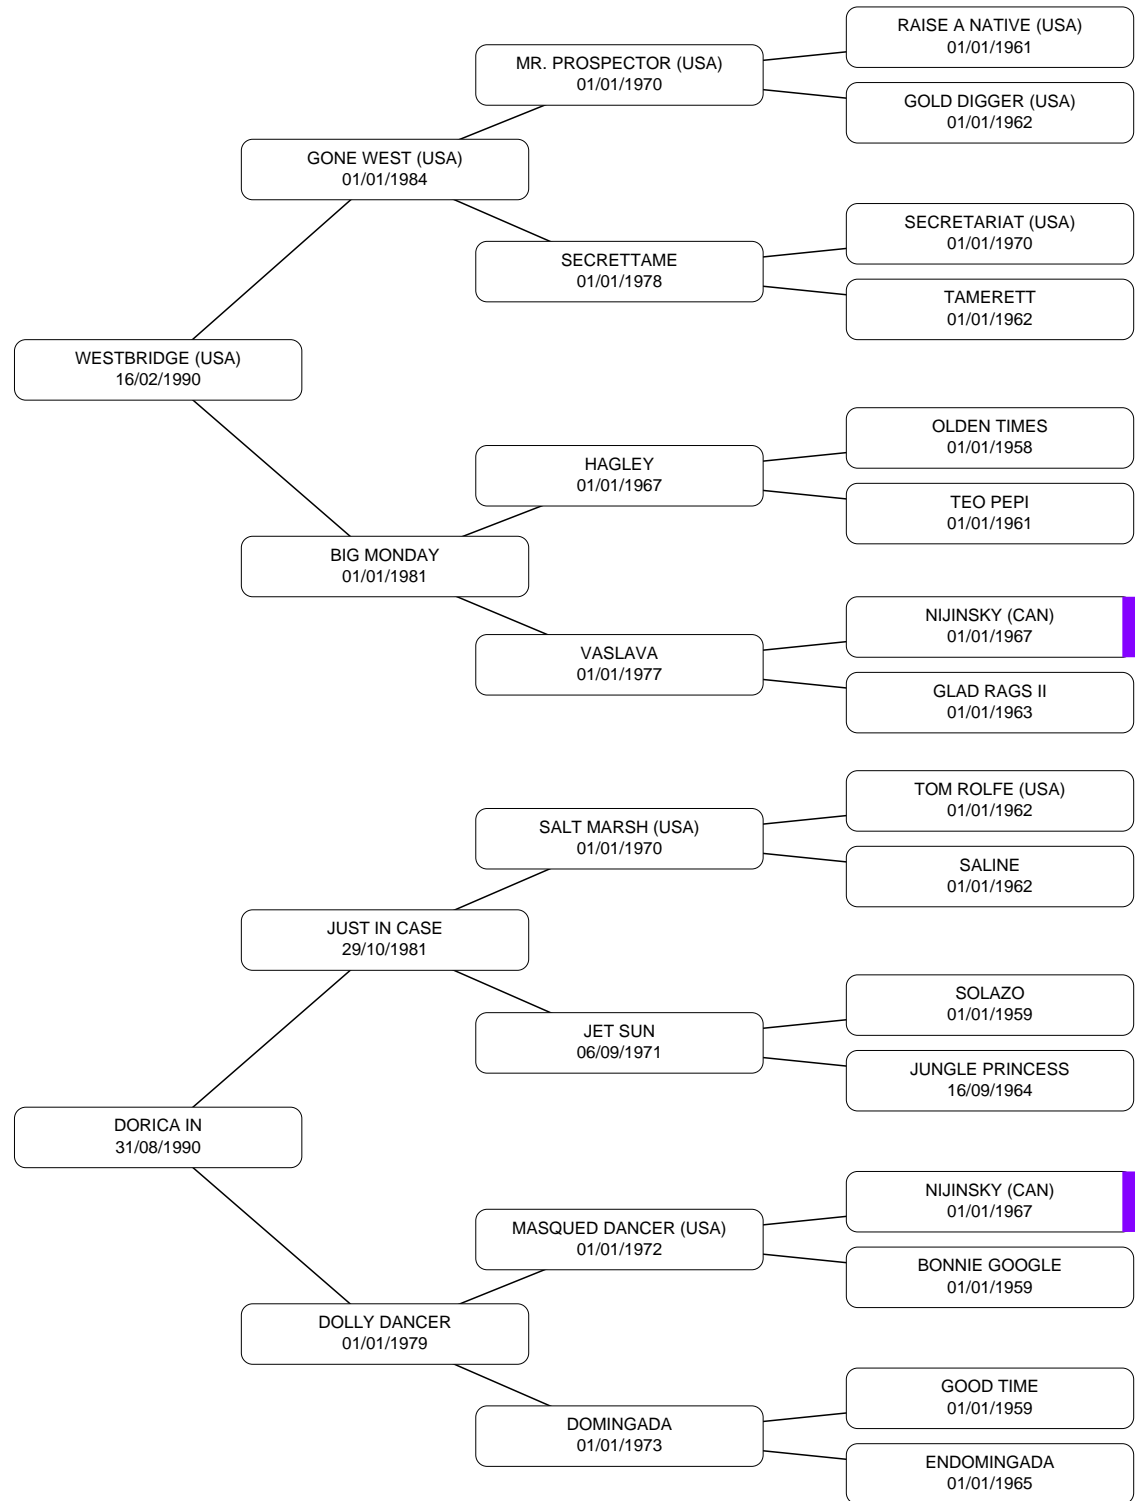 RAISE A NATIVE (USA)
01/01/1961
MR. PROSPECTOR (USA)
01/01/1970
GOLD DIGGER (USA)
01/01/1962
GONE WEST (USA)
01/01/1984
SECRETARIAT (USA)
01/01/1970
SECRETTAME
01/01/1978
TAMERETT
01/01/1962
WESTBRIDGE (USA)
16/02/1990
OLDEN TIMES
01/01/1958
HAGLEY
01/01/1967
TEO PEPI
01/01/1961
BIG MONDAY
01/01/1981
NIJINSKY (CAN)
01/01/1967
VASLAVA
01/01/1977
GLAD RAGS II
01/01/1963
TOM ROLFE (USA)
01/01/1962
SALT MARSH (USA)
01/01/1970
SALINE
01/01/1962
JUST IN CASE
29/10/1981
SOLAZO
01/01/1959
JET SUN
06/09/1971
JUNGLE PRINCESS
16/09/1964
DORICA IN
31/08/1990
NIJINSKY (CAN)
01/01/1967
MASQUED DANCER (USA)
01/01/1972
BONNIE GOOGLE
01/01/1959
DOLLY DANCER
01/01/1979
GOOD TIME
01/01/1959
DOMINGADA
01/01/1973
ENDOMINGADA
01/01/1965